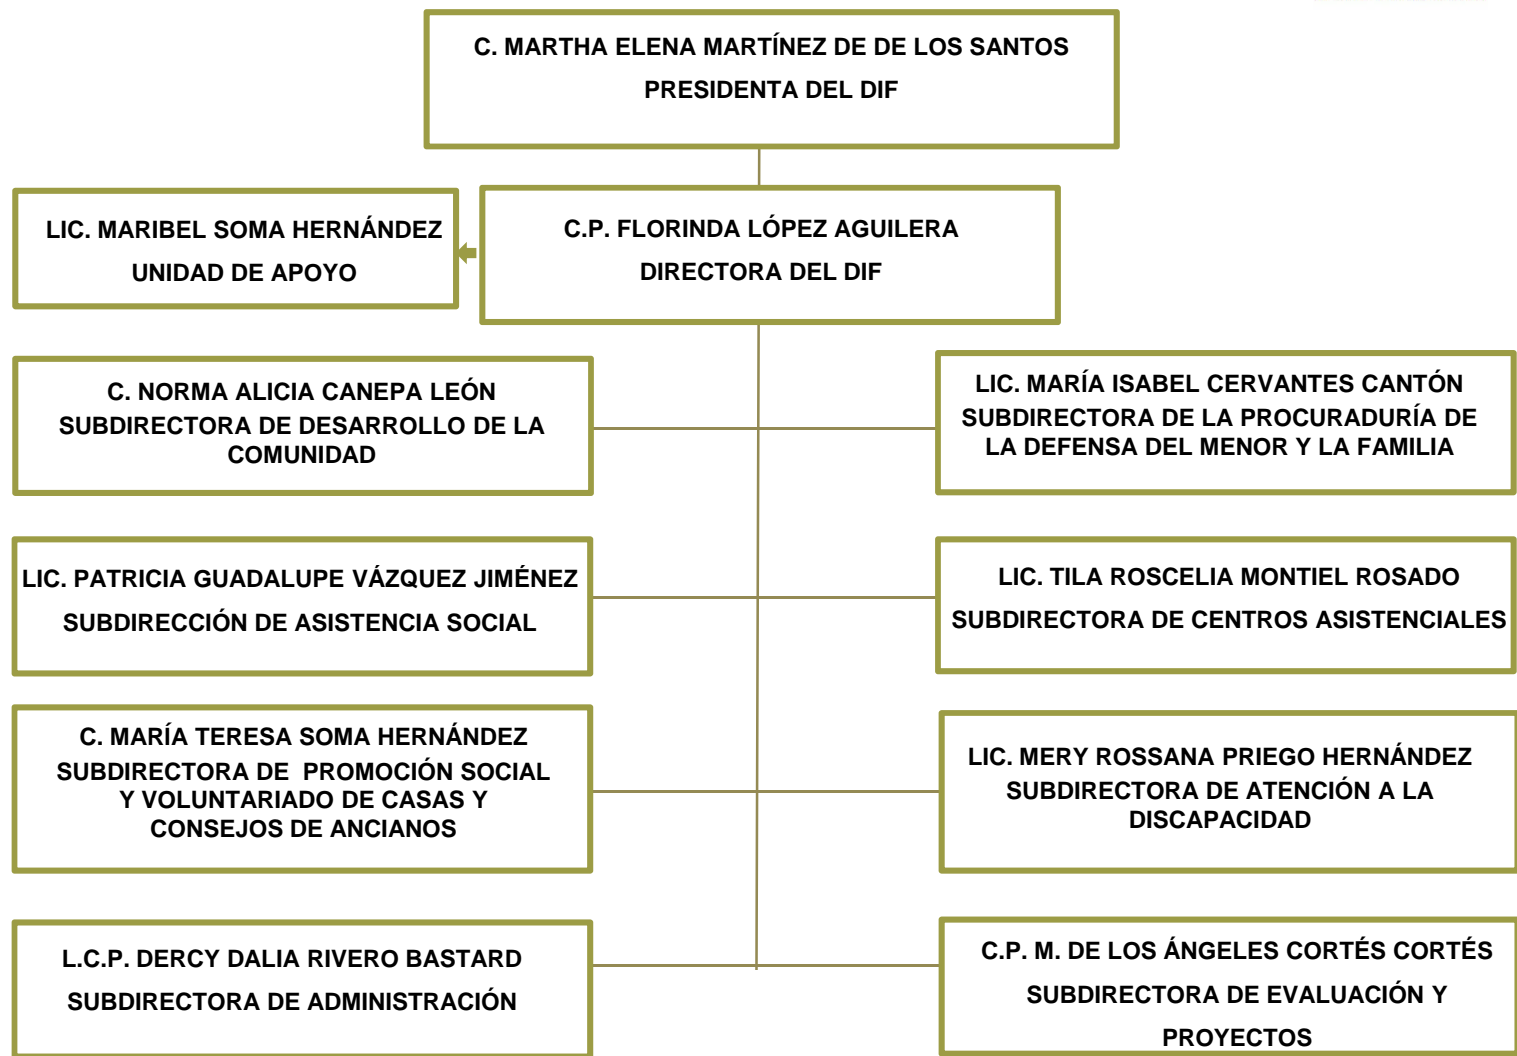 C. MARTHA ELENA MARTÍNEZ DE DE LOS SANTOS
PRESIDENTA DEL DIF
LIC. MARIBEL SOMA HERNÁNDEZ
UNIDAD DE APOYO
C.P. FLORINDA LÓPEZ AGUILERA
DIRECTORA DEL DIF
C. NORMA ALICIA CANEPA LEÓN
SUBDIRECTORA DE DESARROLLO DE LA
COMUNIDAD
LIC. MARÍA ISABEL CERVANTES CANTÓN
SUBDIRECTORA DE LA PROCURADURÍA DE
LA DEFENSA DEL MENOR Y LA FAMILIA
LIC. PATRICIA GUADALUPE VÁZQUEZ JIMÉNEZ
SUBDIRECCIÓN DE ASISTENCIA SOCIAL
LIC. TILA ROSCELIA MONTIEL ROSADO
SUBDIRECTORA DE CENTROS ASISTENCIALES
C. MARÍA TERESA SOMA HERNÁNDEZ
SUBDIRECTORA DE PROMOCIÓN SOCIAL
Y VOLUNTARIADO DE CASAS Y
CONSEJOS DE ANCIANOS
LIC. MERY ROSSANA PRIEGO HERNÁNDEZ
SUBDIRECTORA DE ATENCIÓN A LA
DISCAPACIDAD
L.C.P. DERCY DALIA RIVERO BASTARD
SUBDIRECTORA DE ADMINISTRACIÓN
C.P. M. DE LOS ÁNGELES CORTÉS CORTÉS
SUBDIRECTORA DE EVALUACIÓN Y
PROYECTOS